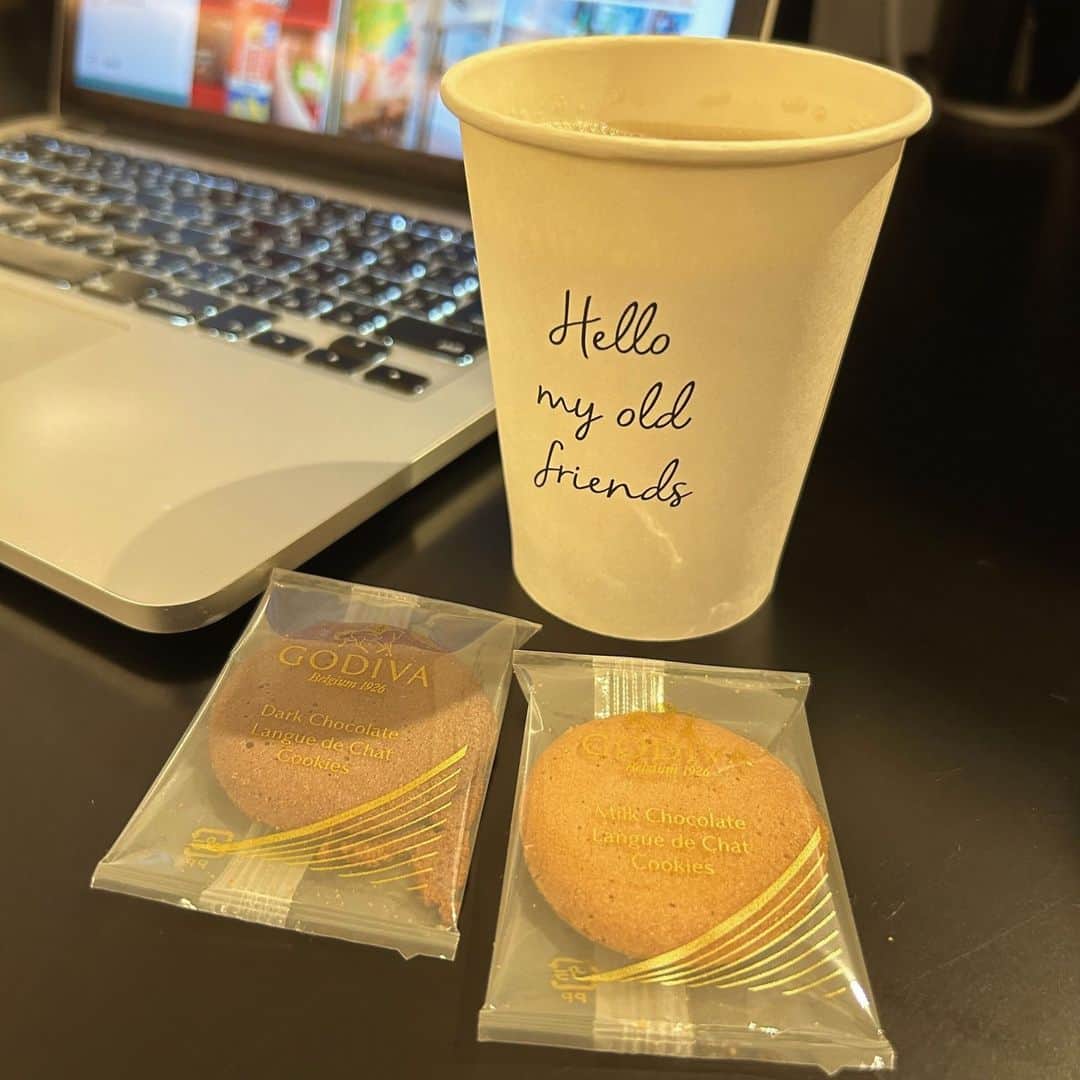 Hello
my old
friends
GODIVA
Belgium 1926
Dark Chocolate
Langue de Chat
Cookies
GODIVA
Belgium 1926
Milk Chocolate
Langue de Chat
Cookies